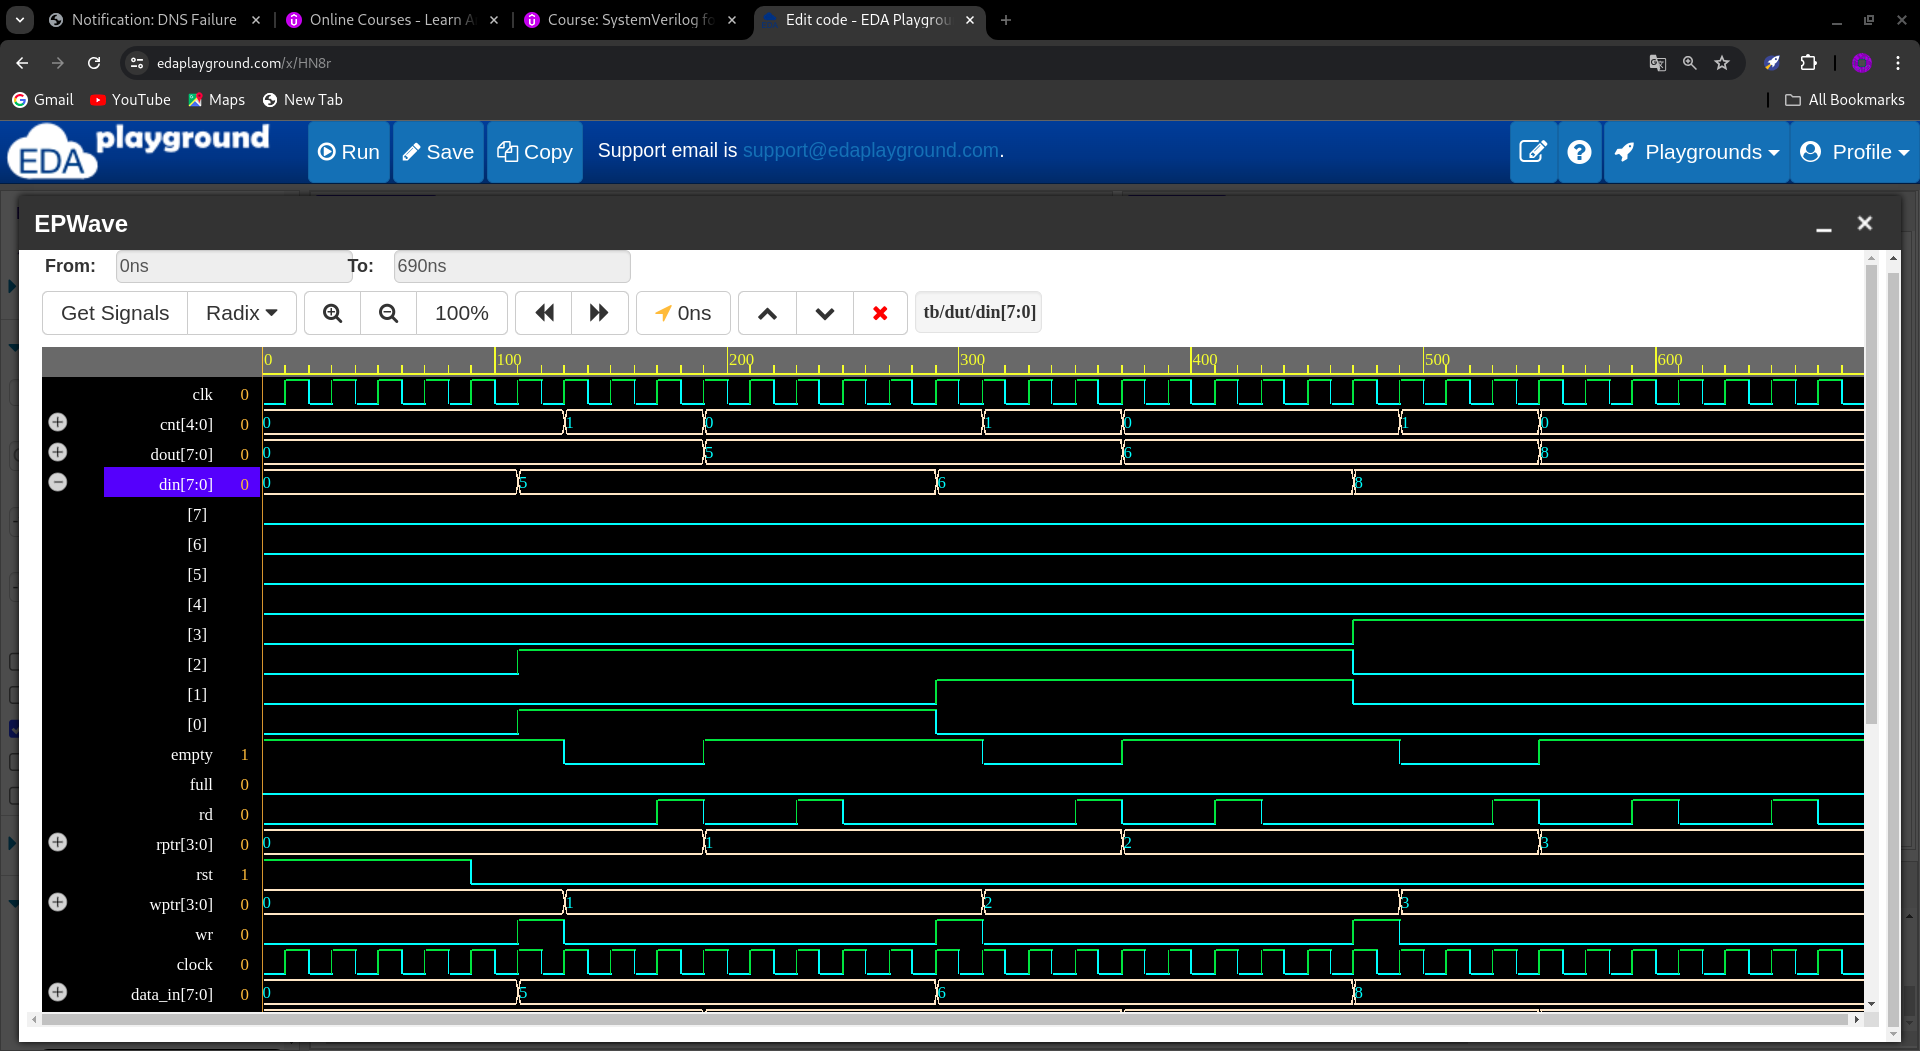 Notification: DNS Failure
Online Courses - Learn A
Course: SystemVerilog fo
Edit code - EDA Playgrou
edaplayground.com/x/HN8r
Gmail
YouTube
Maps
New Tab
All Bookmarks
EDA playground
Run
Save
Copy
Support email is support@edaplayground.com.
Playgrounds
Profile
EPWave
From: 0ns To: 690ns
Get Signals
Radix
100%
0ns
tb/dut/din[7:0]
0 100 200 300 400 500 600
clk 0
cnt[4:0] 0 0 1 0 1 0 1 0
dout[7:0] 0 0 5 6 8
din[7:0] 0 0 5 6 8
[7]
[6]
[5]
[4]
[3]
[2]
[1]
[0]
empty 1
full 0
rd 0
rptr[3:0] 0 0 1 2 3
rst 1
wptr[3:0] 0 0 1 2 3
wr 0
clock 0
data_in[7:0] 0 0 5 6 8